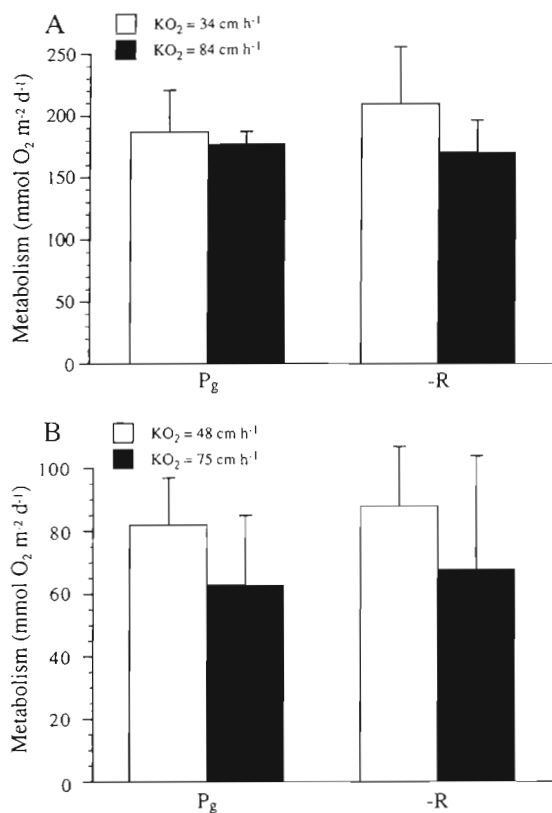 A
KO₂ = 34 cm h⁻¹
KO₂ = 84 cm h⁻¹
Metabolism (mmol O₂ m⁻² d⁻¹)
250
200
150
100
50
0
Pg
-R
B
KO₂ = 48 cm h⁻¹
KO₂ = 75 cm h⁻¹
Metabolism (mmol O₂ m⁻² d⁻¹)
100
80
60
40
20
0
Pg
-R